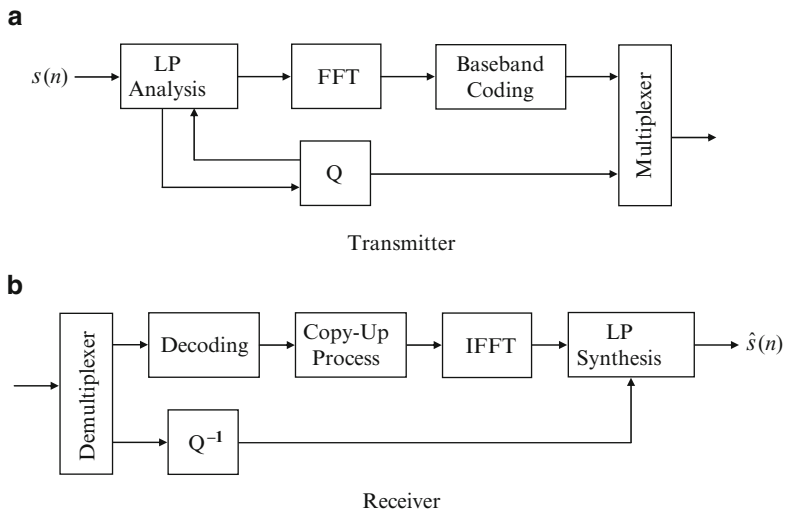 a
s(n)
LP
Analysis
FFT
Baseband
Coding
Multiplexer
Q
Transmitter
b
Demultiplexer
Decoding
Copy-Up
Process
IFFT
LP
Synthesis
ŝ(n)
Q⁻¹
Receiver